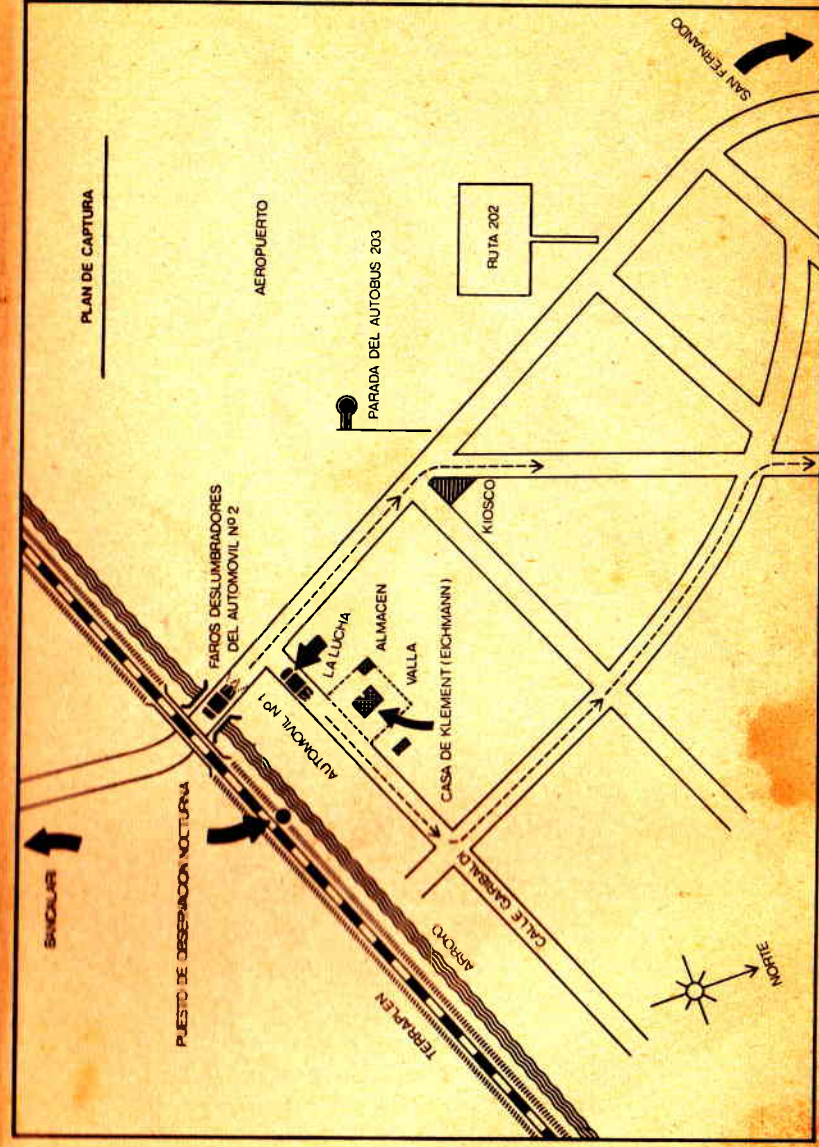 PLAN DE CAPTURA
AEROPUERTO
SAN FERNANDO
RUTA 202
PARADA DEL AUTOBUS 203
KIOSCO
FAROS DESLUMBRADORES
DEL AUTOMOVIL Nº 2
LA LUCHA
ALMACEN
VALLA
CASA DE KLEMENT (EICHMANN)
AUTOMOVIL Nº 1
BANCALARI
PUESTO DE OBSERVACION NOCTURNA
CALLE GARIBALDI
ARROYO
TERRAPLEN
NORTE